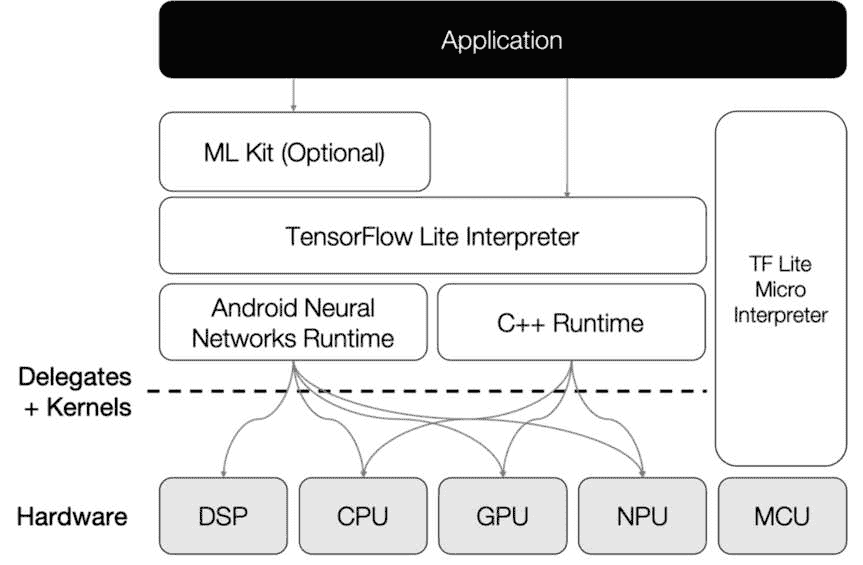 Application
ML Kit (Optional)
TensorFlow Lite Interpreter
TF Lite
Micro
Interpreter
Android Neural
Networks Runtime
C++ Runtime
Delegates
+ Kernels
Hardware
DSP
CPU
GPU
NPU
MCU